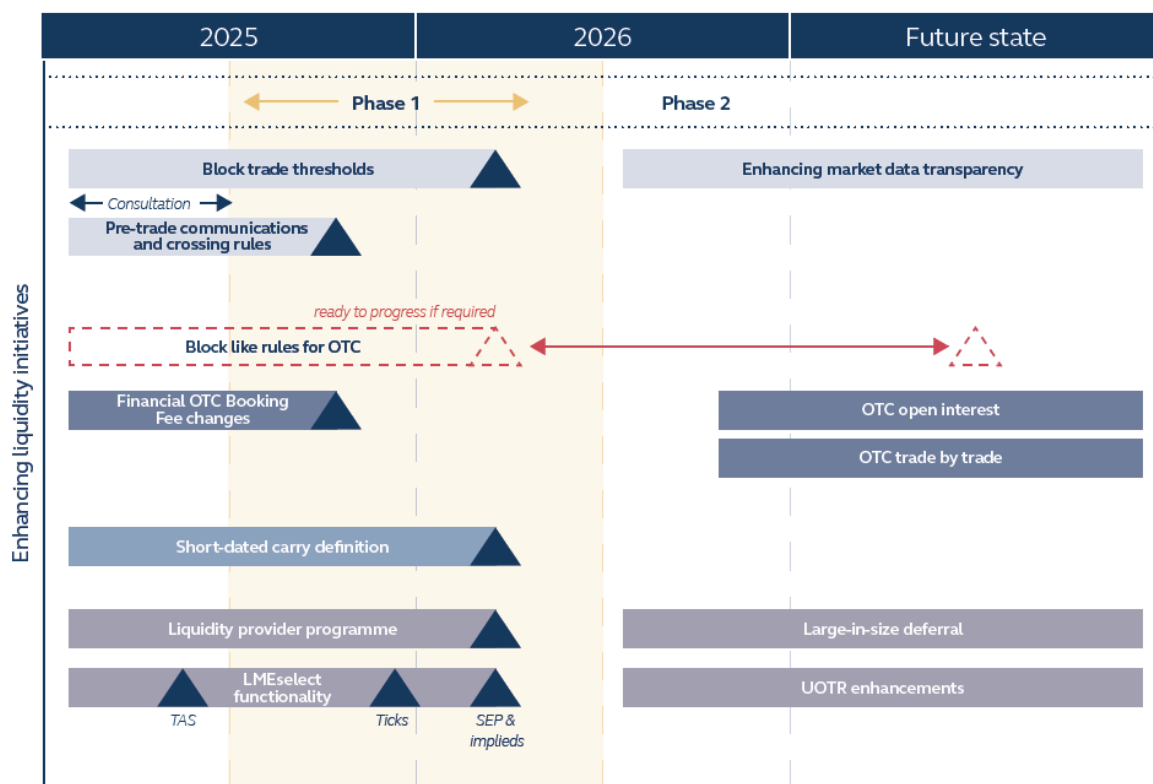 2025
2026
Future state
Phase 1
Phase 2
Enhancing liquidity initiatives
Block trade thresholds
Enhancing market data transparency
Consultation
Pre-trade communications
and crossing rules
ready to progress if required
Block like rules for OTC
Financial OTC Booking
Fee changes
OTC open interest
OTC trade by trade
Short-dated carry definition
Liquidity provider programme
Large-in-size deferral
LMEselect
functionality
UOTR enhancements
TAS
Ticks
SEP &
implieds